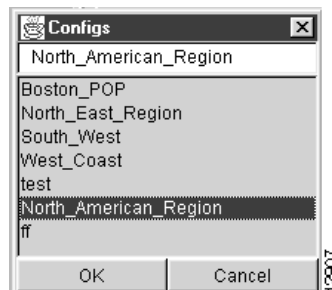 Configs
North_American_Region
Boston_POP
North_East_Region
South_West
West_Coast
test
North_American_Region
ff
OK Cancel